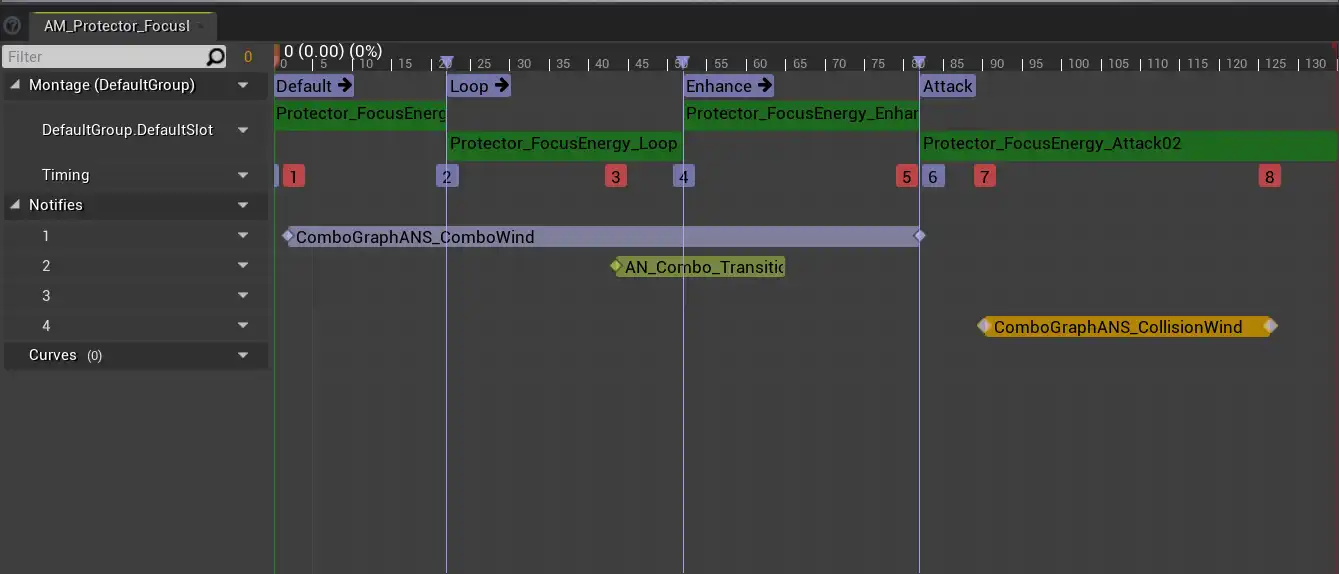 AM_Protector_FocusI
Filter 0 0 (0.00) (0%)
0 5 10 15 20 25 30 35 40 45 50 55 60 65 70 75 80 85 90 95 100 105 110 115 120 125 130
Montage (DefaultGroup) Default Loop Enhance Attack
Protector_FocusEnerg Protector_FocusEnergy_Enhar
DefaultGroup.DefaultSlot
Protector_FocusEnergy_Loop Protector_FocusEnergy_Attack02
Timing 1 2 3 4 5 6 7 8
Notifies
1 ComboGraphANS_ComboWind
2 AN_Combo_Transitic
3
4 ComboGraphANS_CollisionWind
Curves (0)